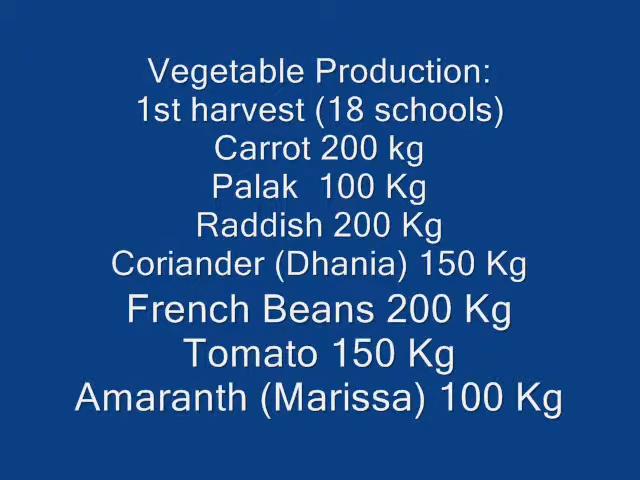 Vegetable Production:
1st harvest (18 schools)
Carrot 200 kg
Palak  100 Kg
Raddish 200 Kg
Coriander (Dhania) 150 Kg
French Beans 200 Kg
Tomato 150 Kg
Amaranth (Marissa) 100 Kg